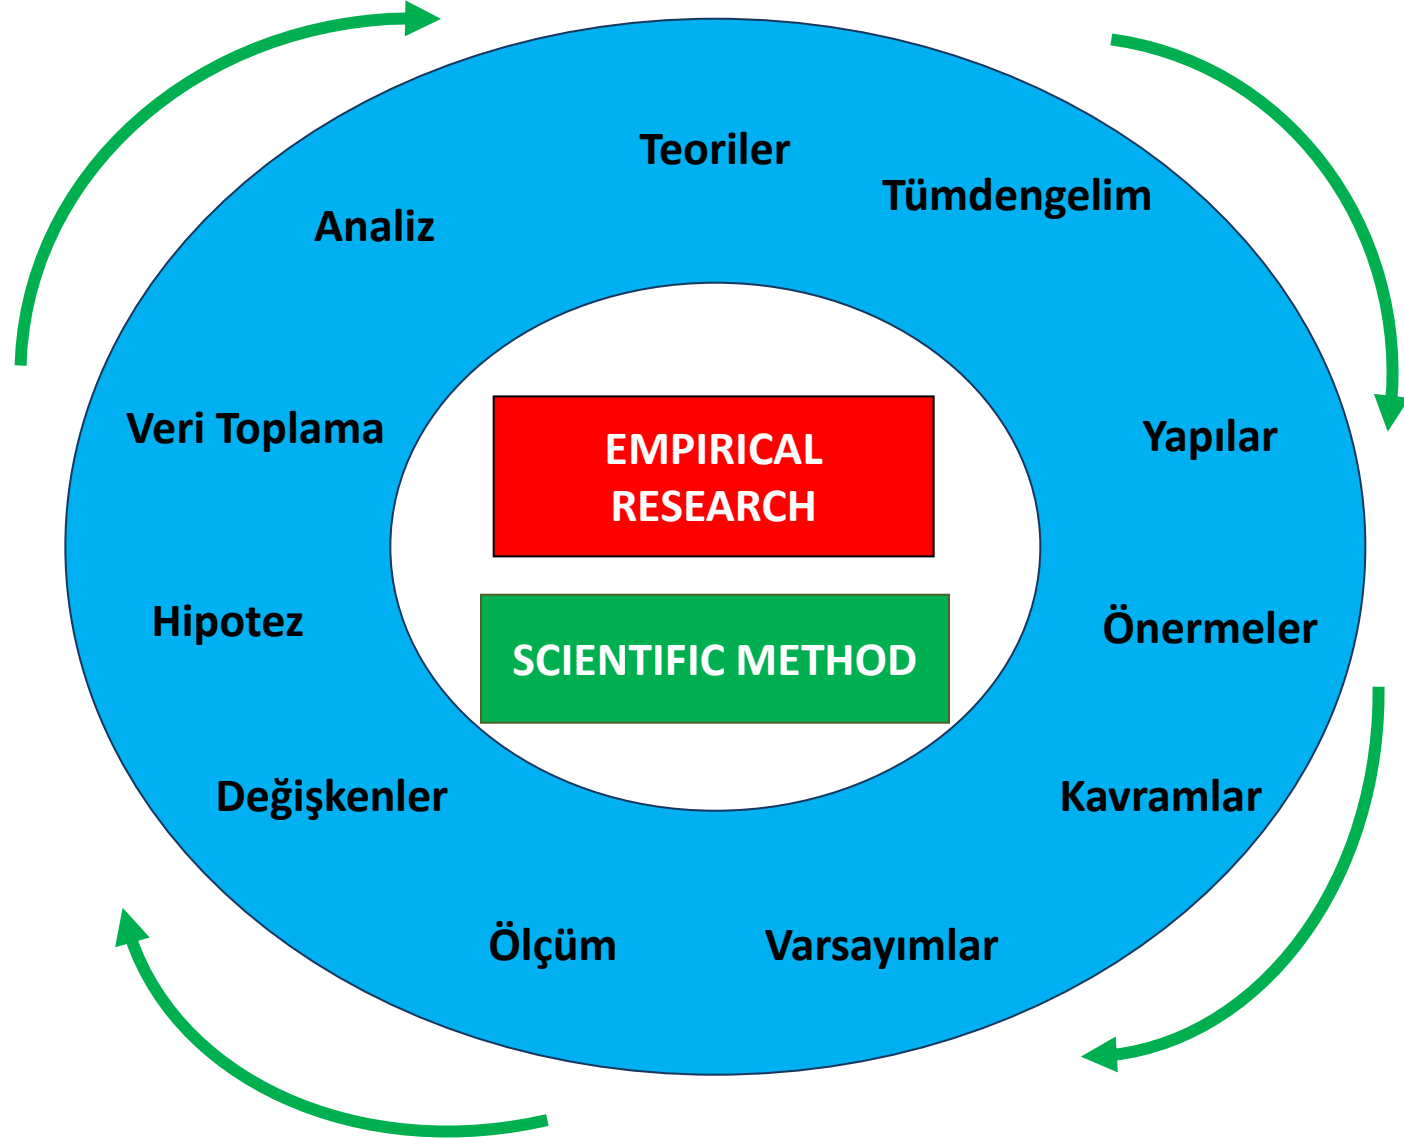 Teoriler
Tümdengelim
Analiz
Veri Toplama
Yapılar
EMPIRICAL
RESEARCH
Hipotez
Önermeler
SCIENTIFIC METHOD
Değişkenler
Kavramlar
Ölçüm
Varsayımlar